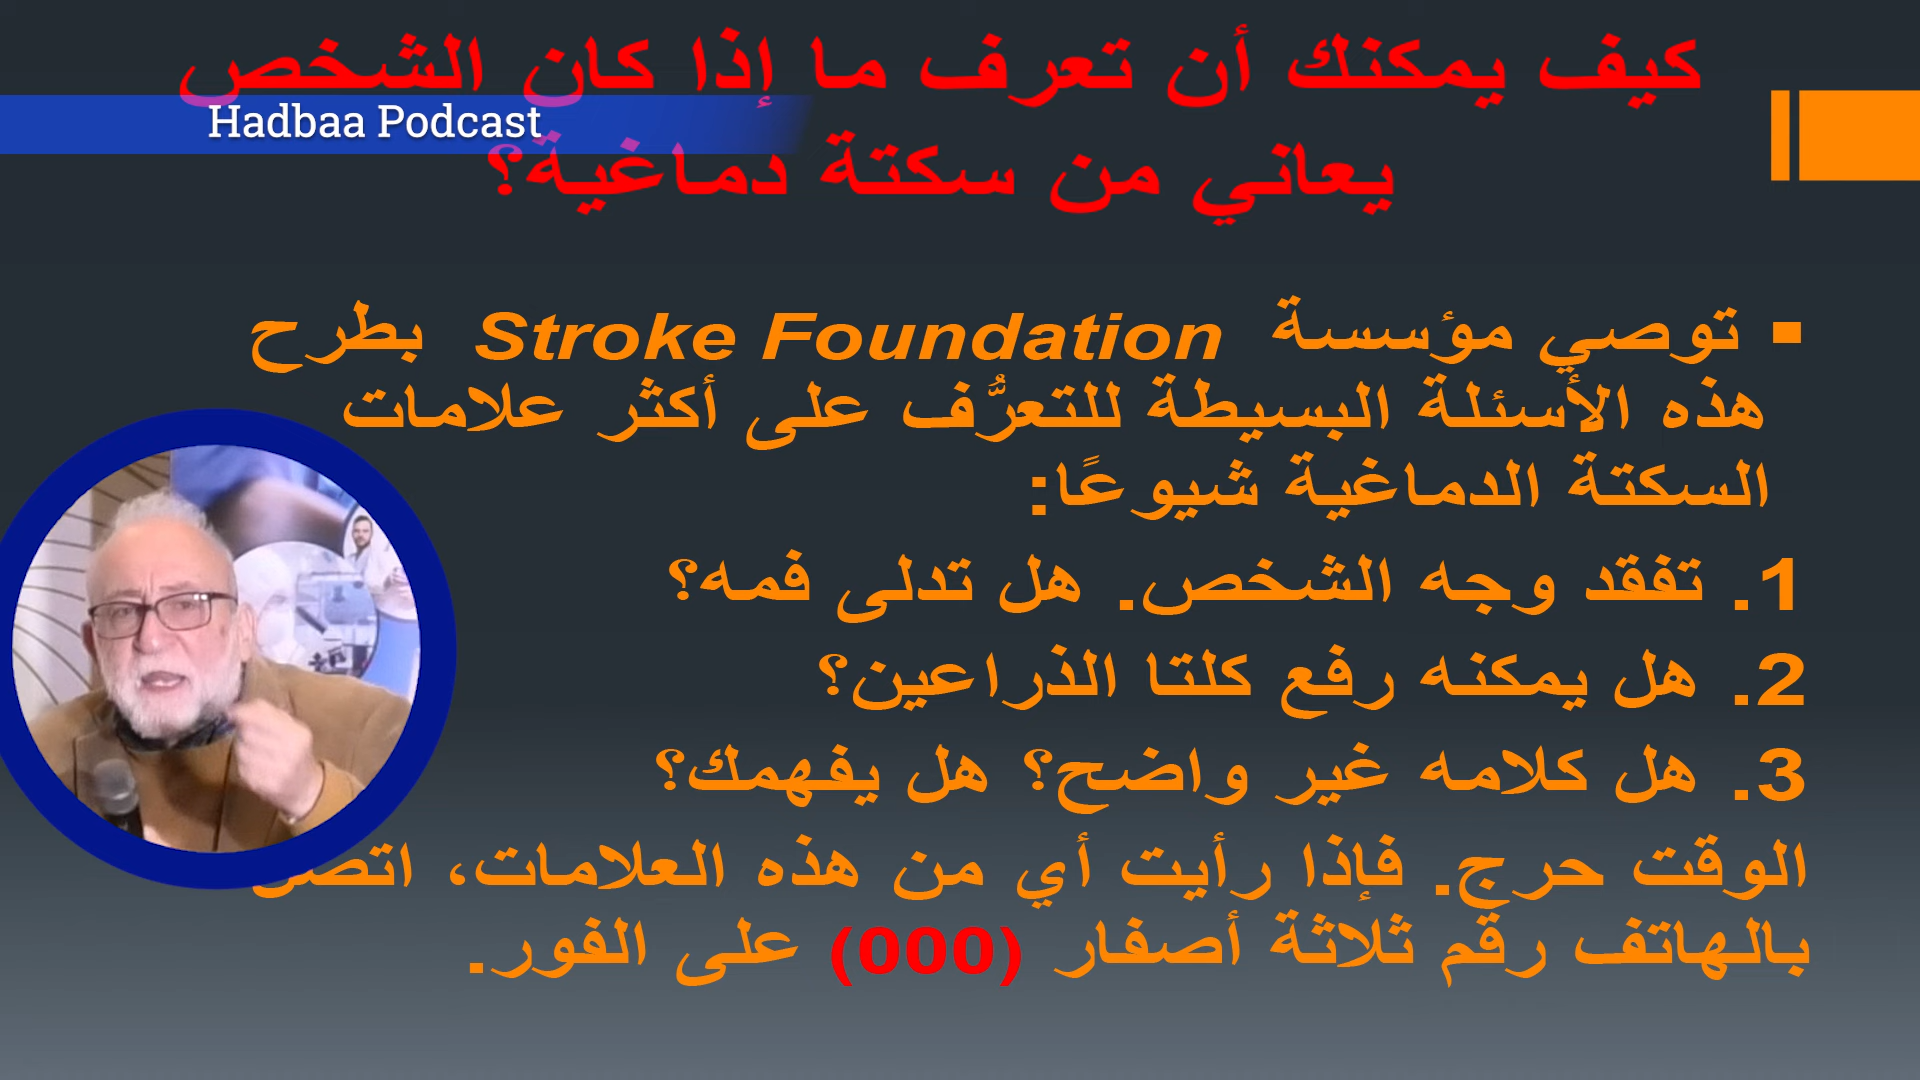 كيف يمكنك أن تعرف ما إذا كان الشخص
Hadbaa Podcast
يعاني من سكتة دماغية؟
▪ توصي مؤسسة Stroke Foundation بطرح
هذه الأسئلة البسيطة للتعرُّف على أكثر علامات
السكتة الدماغية شيوعًا:
1. تفقد وجه الشخص. هل تدلى فمه؟
2. هل يمكنه رفع كلتا الذراعين؟
3. هل كلامه غير واضح؟ هل يفهمك؟
الوقت حرج. فإذا رأيت أي من هذه العلامات، اتصل
بالهاتف رقم ثلاثة أصفار (000) على الفور.